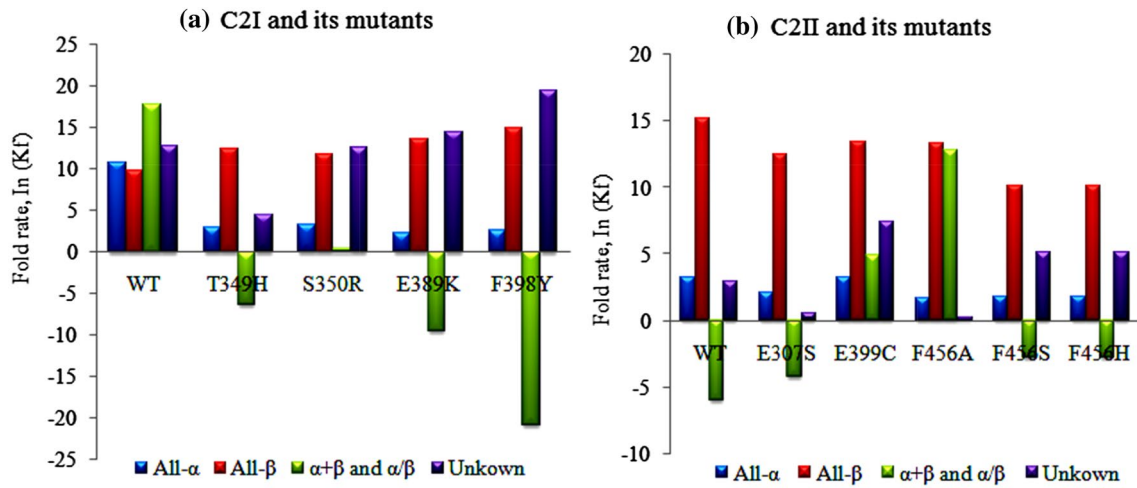 (a) C2I and its mutants
Fold rate, In (Kf)
25
20
15
10
5
0
-5
-10
-15
-20
-25
WT T349H S350R E389K F398Y
All-α All-β α+β and α/β Unkown
(b) C2II and its mutants
Fold rate, In (Kf)
20
15
10
5
0
-5
-10
WT E307S E399C F456A F456S F456H
All-α All-β α+β and α/β Unkown